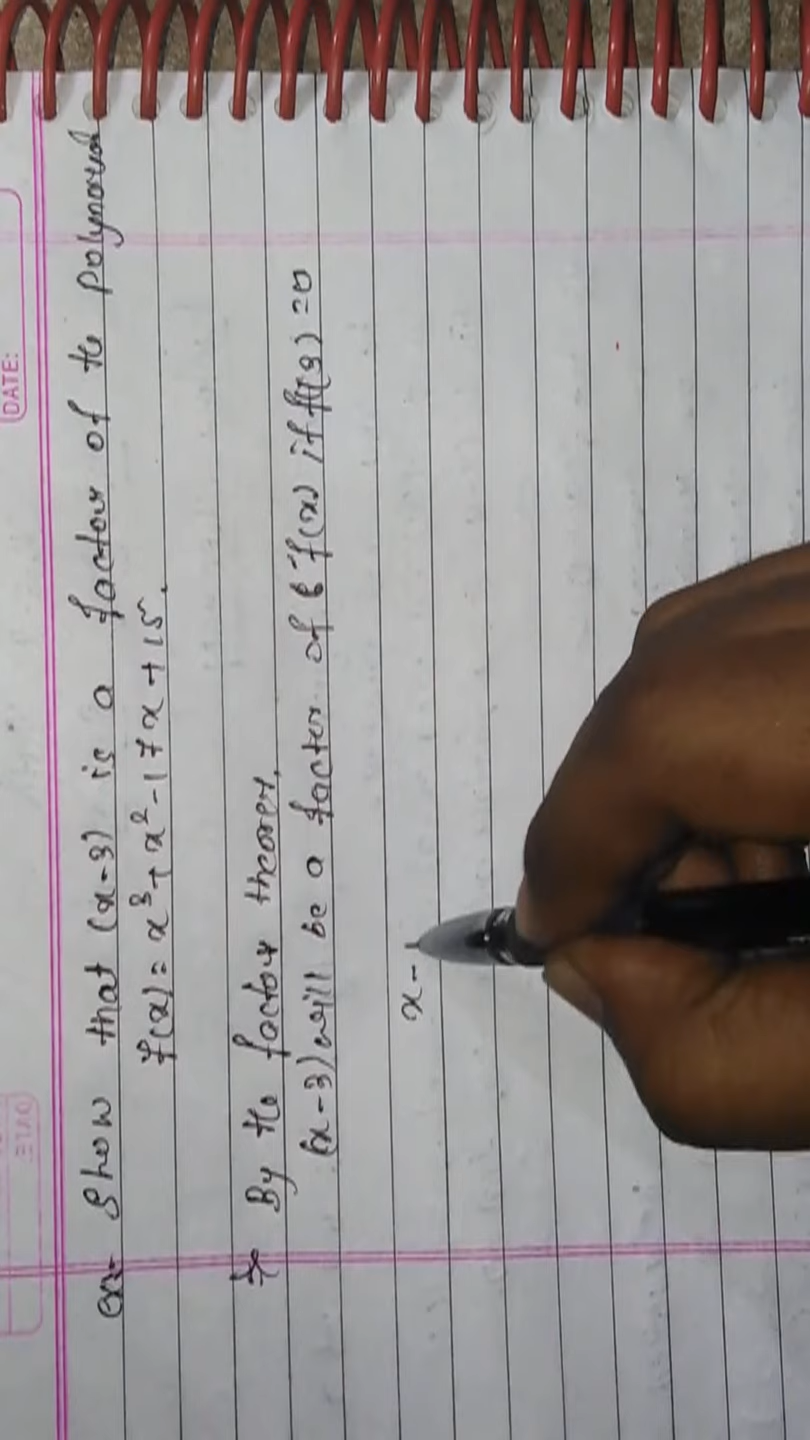 DATE:
ex:- Show that (x-3) is a factor of the polynomial
f(x) = x³ + x² - 17x + 15.
By the factor theorem,
(x-3) will be a factor of f(x) if f(3) = 0
x -